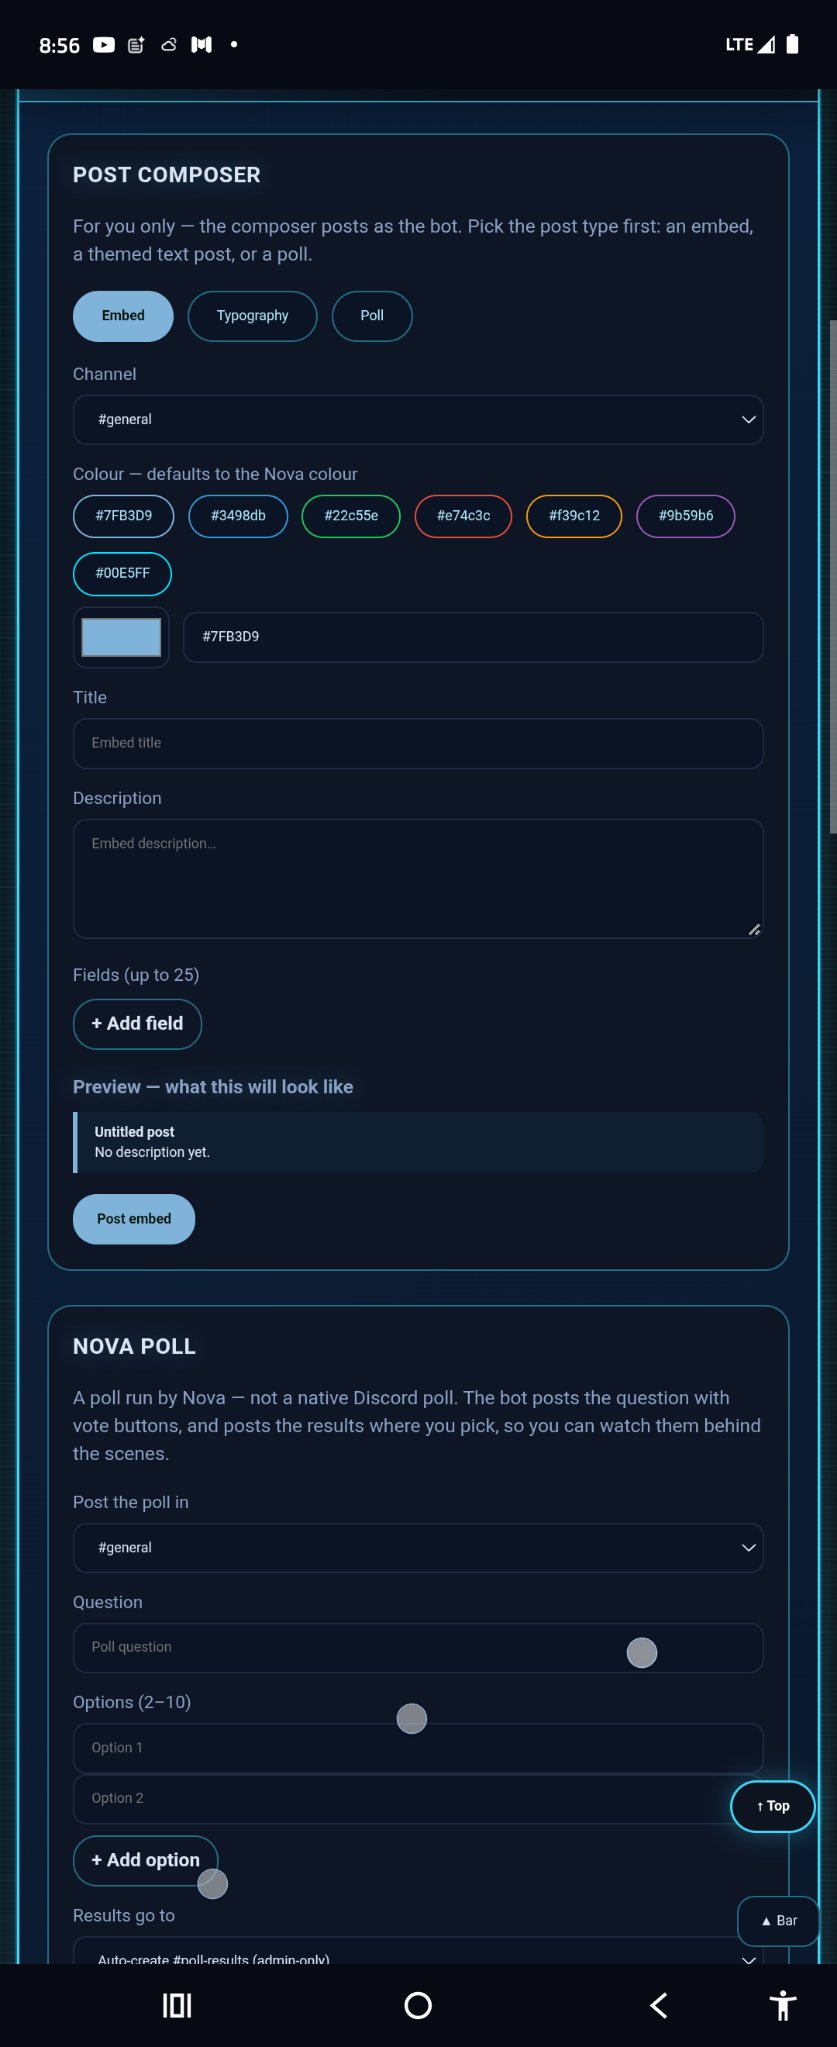 8:56
LTE
POST COMPOSER
For you only — the composer posts as the bot. Pick the post type first: an embed,
a themed text post, or a poll.
Embed
Typography
Poll
Channel
#general
Colour — defaults to the Nova colour
#7FB3D9
#3498db
#22c55e
#e74c3c
#f39c12
#9b59b6
#00E5FF
#7FB3D9
Title
Embed title
Description
Embed description...
Fields (up to 25)
+ Add field
Preview — what this will look like
Untitled post
No description yet.
Post embed
NOVA POLL
A poll run by Nova — not a native Discord poll. The bot posts the question with
vote buttons, and posts the results where you pick, so you can watch them behind
the scenes.
Post the poll in
#general
Question
Poll question
Options (2–10)
Option 1
Option 2
↑ Top
+ Add option
Results go to
▲ Bar
Auto-create #poll-results (admin-only)